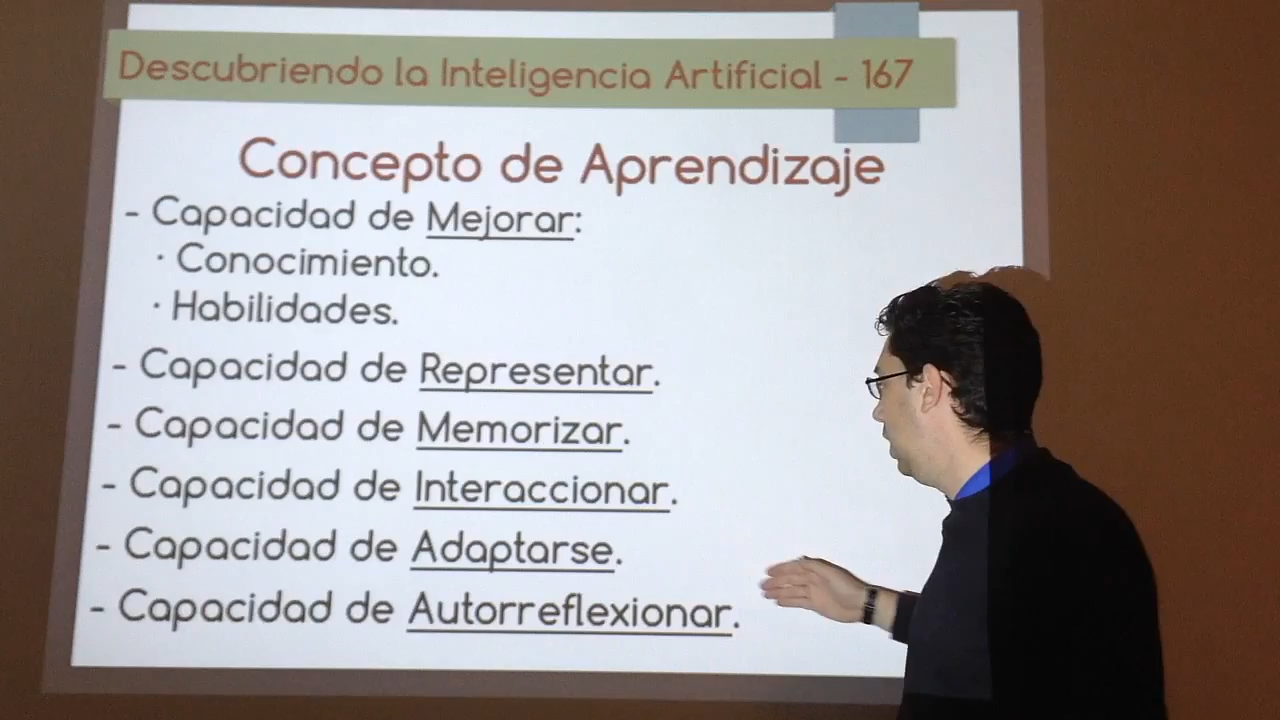 Descubriendo la Inteligencia Artificial - 167
Concepto de Aprendizaje
- Capacidad de Mejorar:
· Conocimiento.
· Habilidades.
- Capacidad de Representar.
- Capacidad de Memorizar.
- Capacidad de Interaccionar.
- Capacidad de Adaptarse.
- Capacidad de Autorreflexionar.